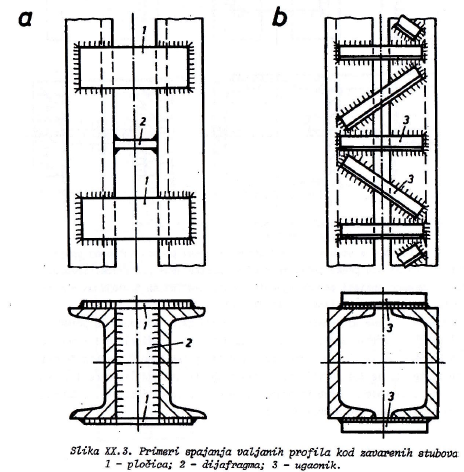 a
b
1
2
1
3
3
1
2
1
3
3
Slika XX.3. Primeri spajanja valjanih profila kod zavarenih stubova
1 - pločica; 2 - dijafragma; 3 - ugaonik.